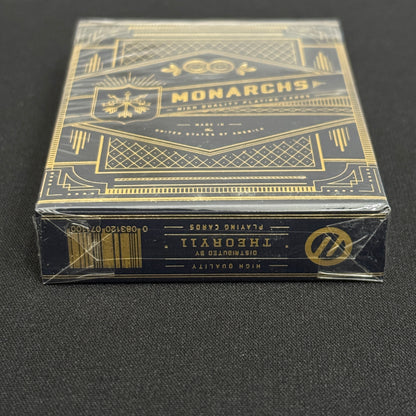 MONARCHS
HIGH QUALITY PLAYING CARDS
MADE IN
UNITED STATES OF AMERICA
HIGH QUALITY
DISTRIBUTED BY
THEORY11
PLAYING CARDS